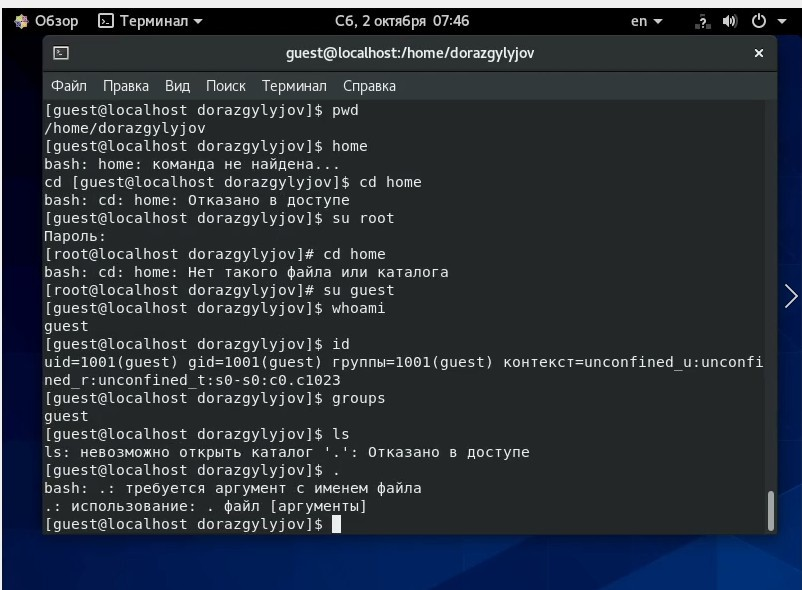 Обзор Терминал Сб, 2 октября 07:46 en ?
guest@localhost:/home/dorazgylyjov ×
Файл Правка Вид Поиск Терминал Справка
[guest@localhost dorazgylyjov]$ pwd
/home/dorazgylyjov
[guest@localhost dorazgylyjov]$ home
bash: home: команда не найдена...
cd [guest@localhost dorazgylyjov]$ cd home
bash: cd: home: Отказано в доступе
[guest@localhost dorazgylyjov]$ su root
Пароль:
[root@localhost dorazgylyjov]# cd home
bash: cd: home: Нет такого файла или каталога
[root@localhost dorazgylyjov]# su guest
[guest@localhost dorazgylyjov]$ whoami
guest
[guest@localhost dorazgylyjov]$ id
uid=1001(guest) gid=1001(guest) группы=1001(guest) контекст=unconfined_u:unconfi
ned_r:unconfined_t:s0-s0:c0.c1023
[guest@localhost dorazgylyjov]$ groups
guest
[guest@localhost dorazgylyjov]$ ls
ls: невозможно открыть каталог '.': Отказано в доступе
[guest@localhost dorazgylyjov]$ .
bash: .: требуется аргумент с именем файла
.: использование: . файл [аргументы]
[guest@localhost dorazgylyjov]$